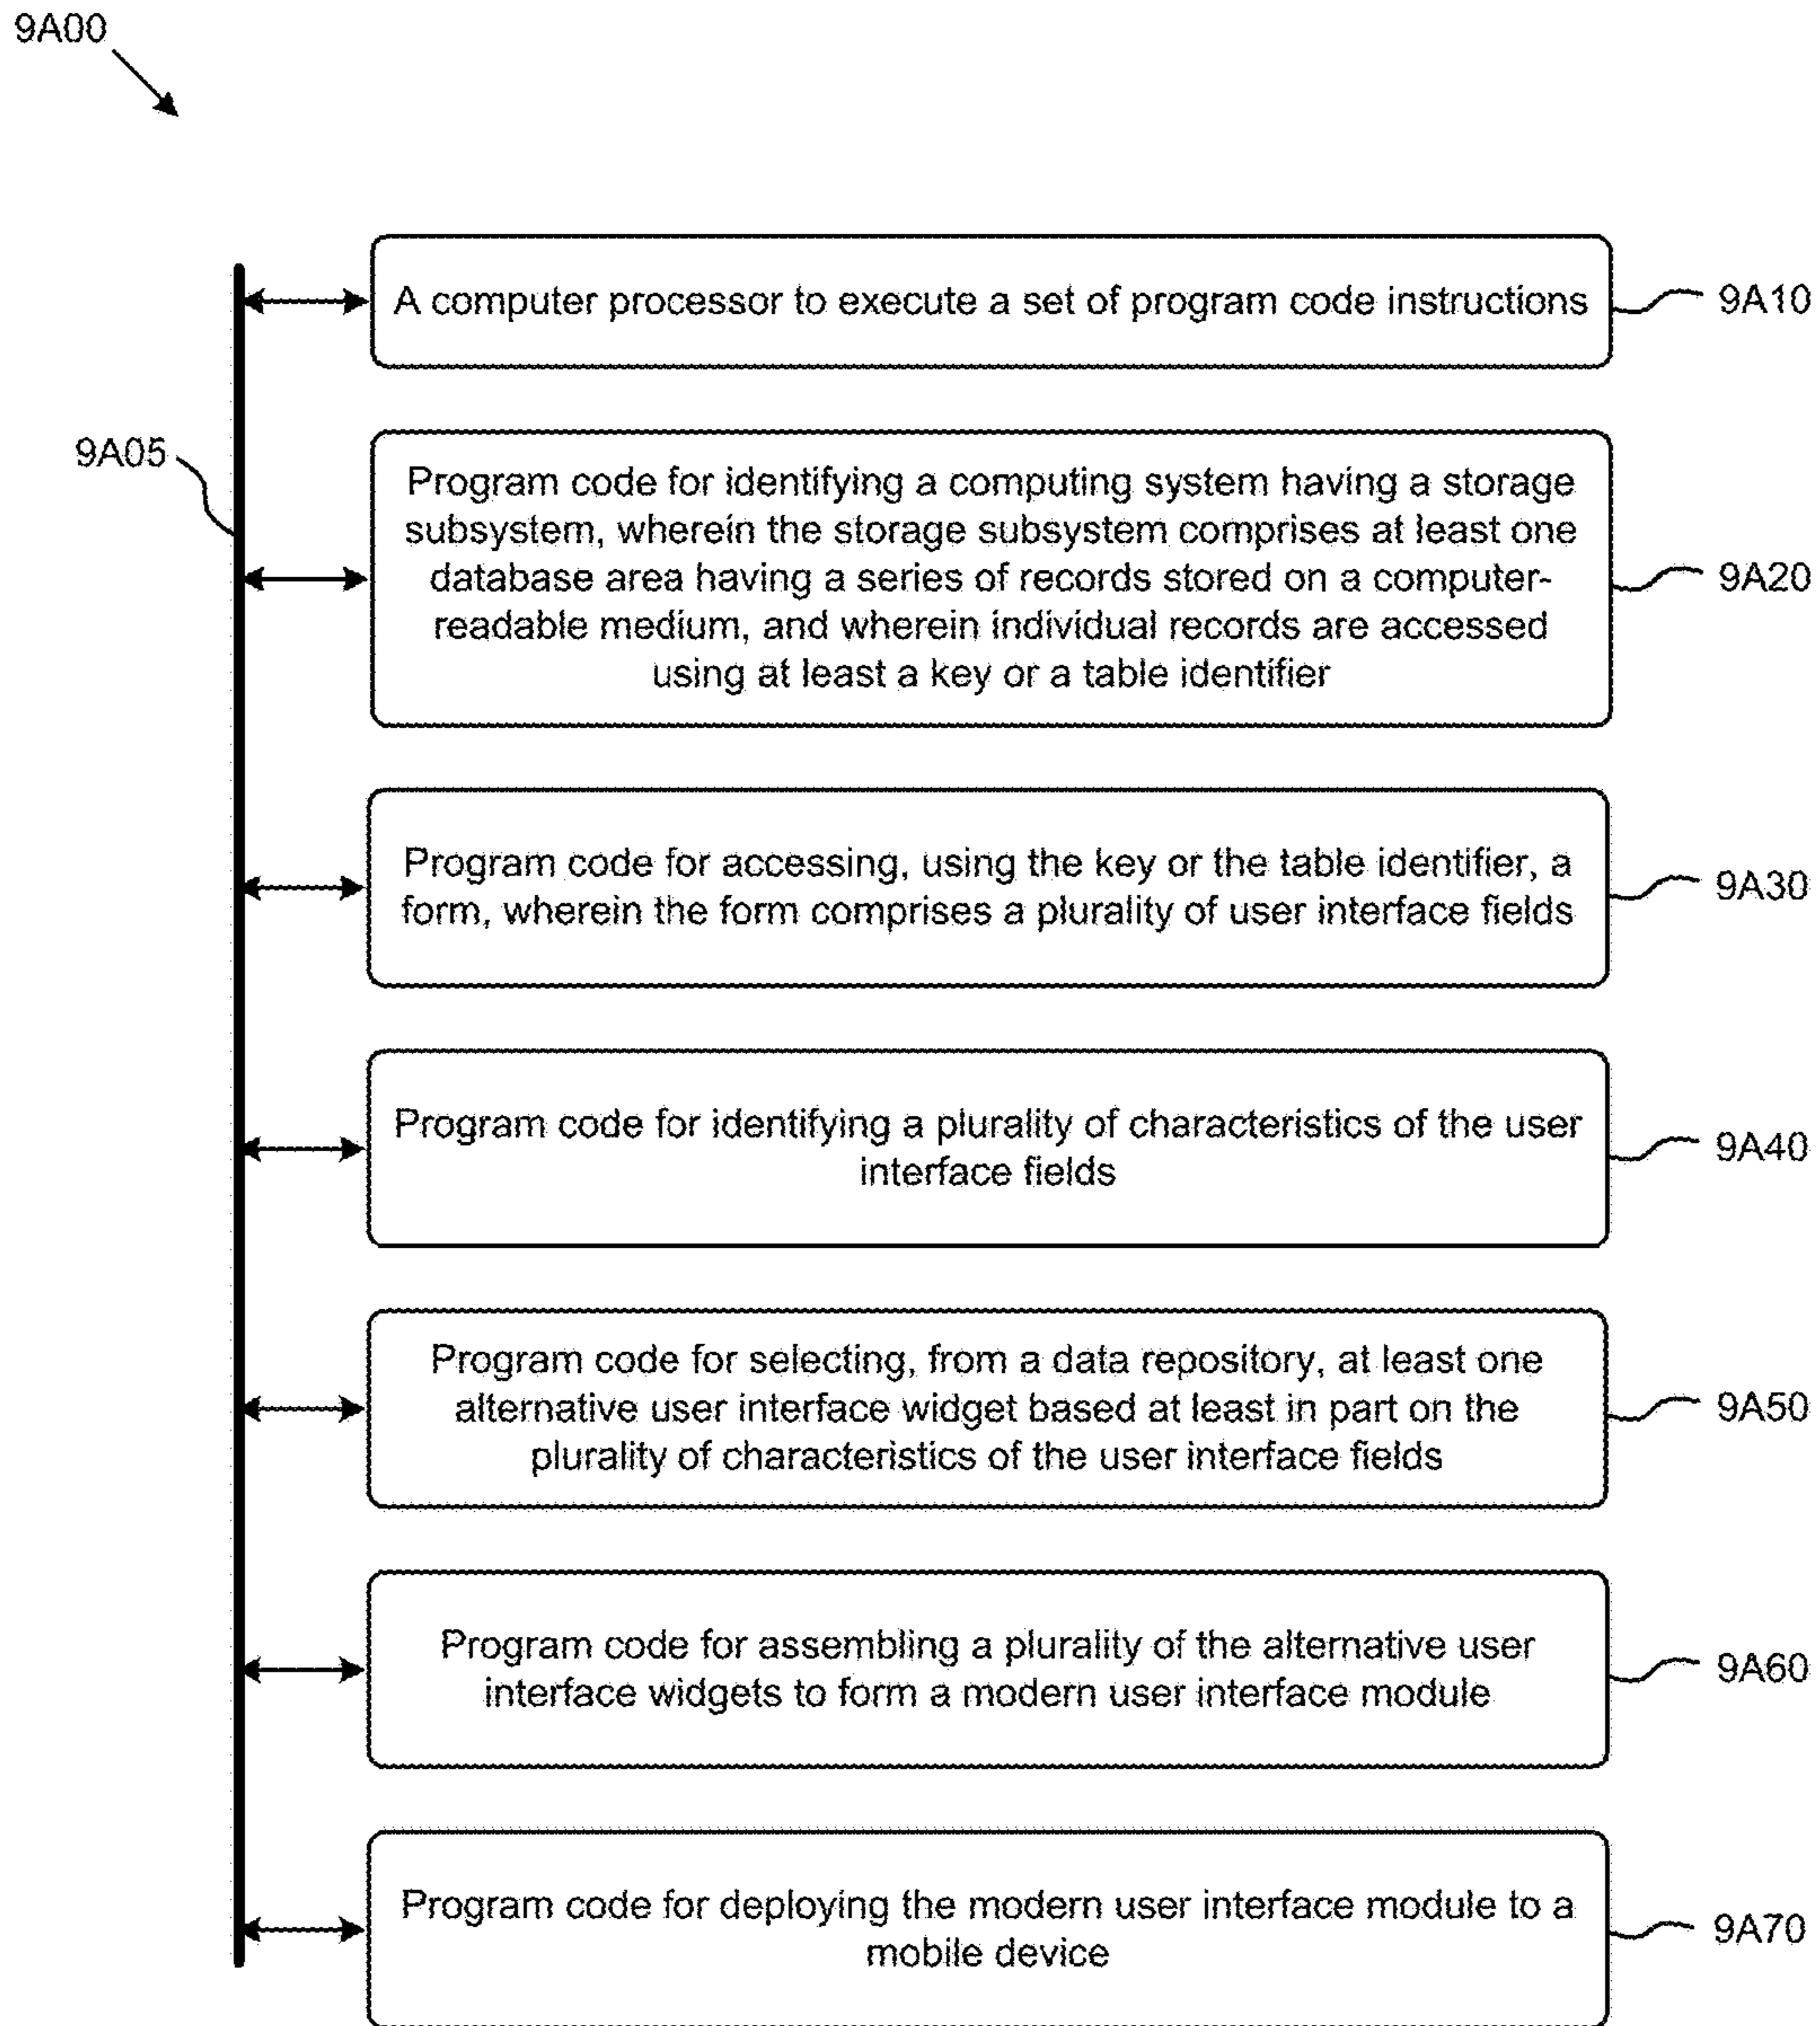 9A00
A computer processor to execute a set of program code instructions
9A10
9A05
Program code for identifying a computing system having a storage
subsystem, wherein the storage subsystem comprises at least one
database area having a series of records stored on a computer-
readable medium, and wherein individual records are accessed
using at least a key or a table identifier
9A20
Program code for accessing, using the key or the table identifier, a
form, wherein the form comprises a plurality of user interface fields
9A30
Program code for identifying a plurality of characteristics of the user
interface fields
9A40
Program code for selecting, from a data repository, at least one
alternative user interface widget based at least in part on the
plurality of characteristics of the user interface fields
9A50
Program code for assembling a plurality of the alternative user
interface widgets to form a modern user interface module
9A60
Program code for deploying the modern user interface module to a
mobile device
9A70